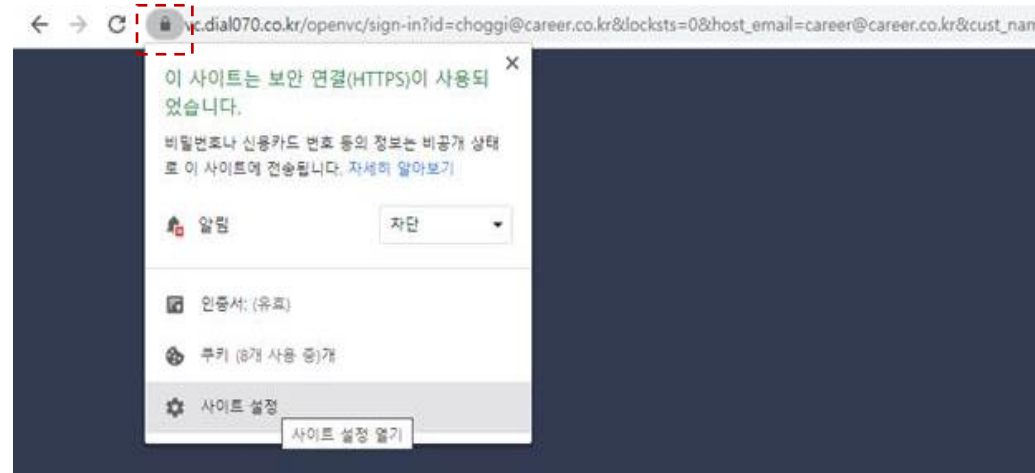 vc.dial070.co.kr/openvc/sign-in?id=choggi@career.co.kr&locksts=0&host_email=career@career.co.kr&cust_nam
이 사이트는 보안 연결(HTTPS)이 사용되
었습니다.
비밀번호나 신용카드 번호 등의 정보는 비공개 상태
로 이 사이트에 전송됩니다. 자세히 알아보기
알림 차단
인증서: (유효)
쿠키 (8개 사용 중)개
사이트 설정
사이트 설정 열기